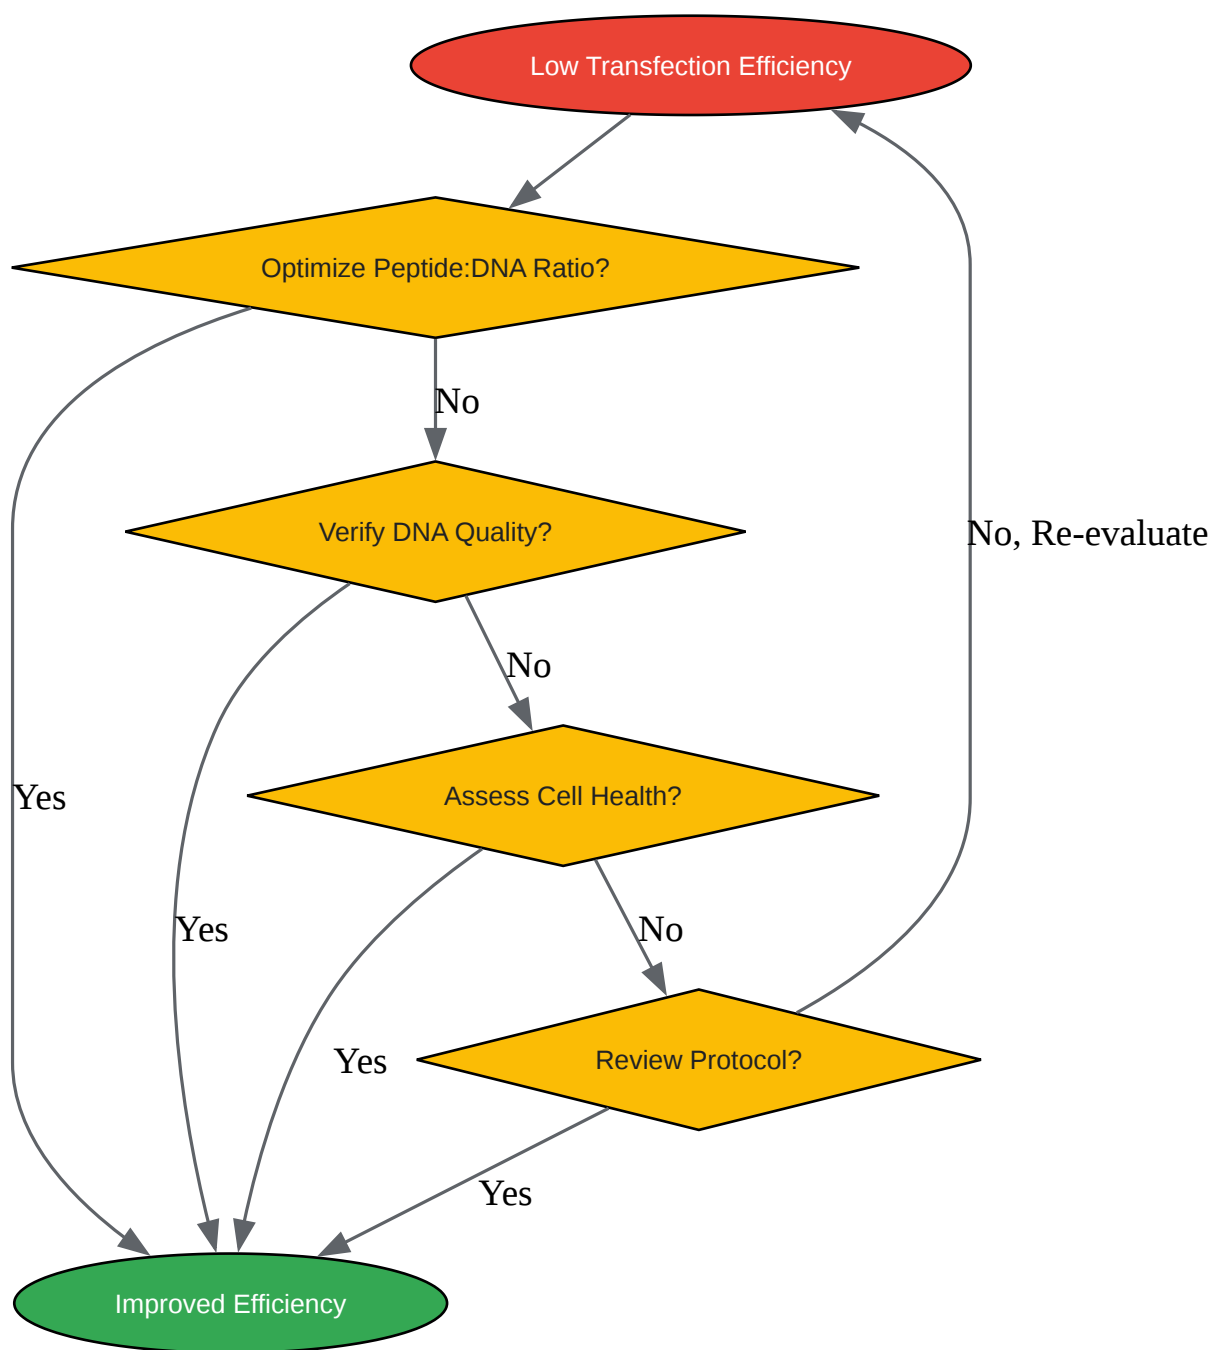 Low Transfection Efficiency
Optimize Peptide:DNA Ratio?
No
Verify DNA Quality?
No, Re-evaluate
No
Assess Cell Health?
Yes
Yes
No
Review Protocol?
Yes
Yes
Improved Efficiency